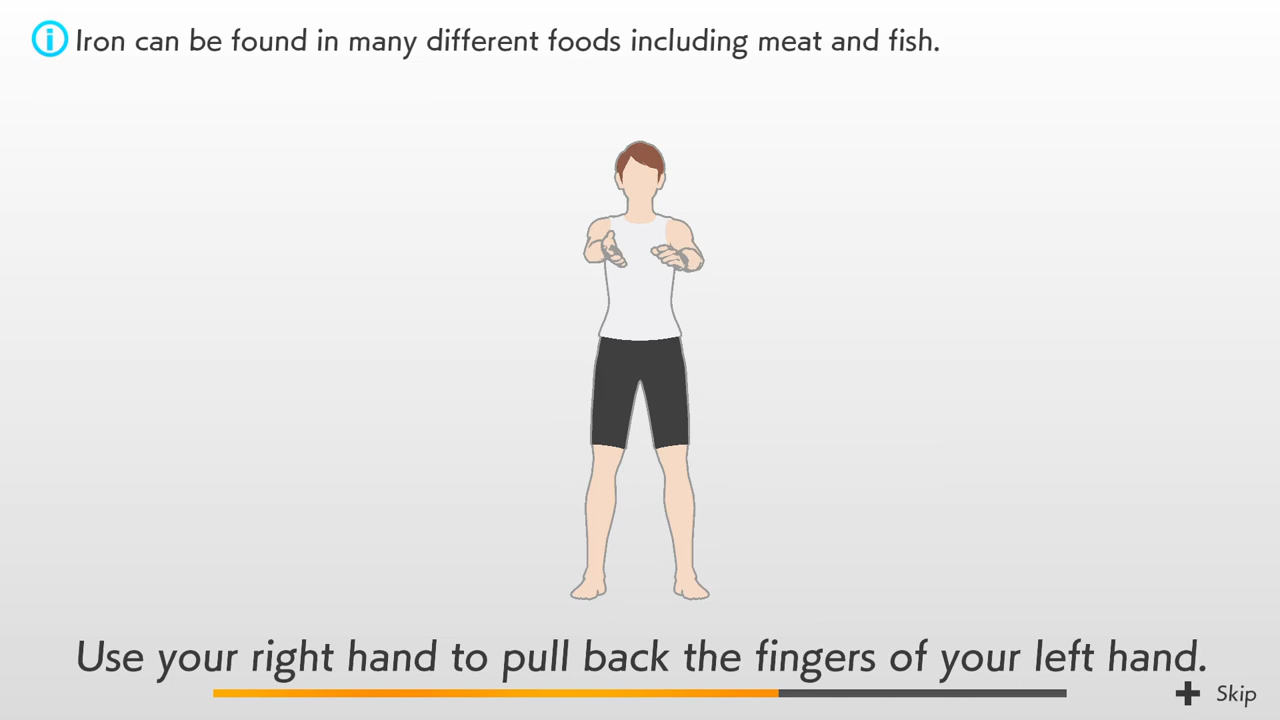 Iron can be found in many different foods including meat and fish.
Use your right hand to pull back the fingers of your left hand.
Skip